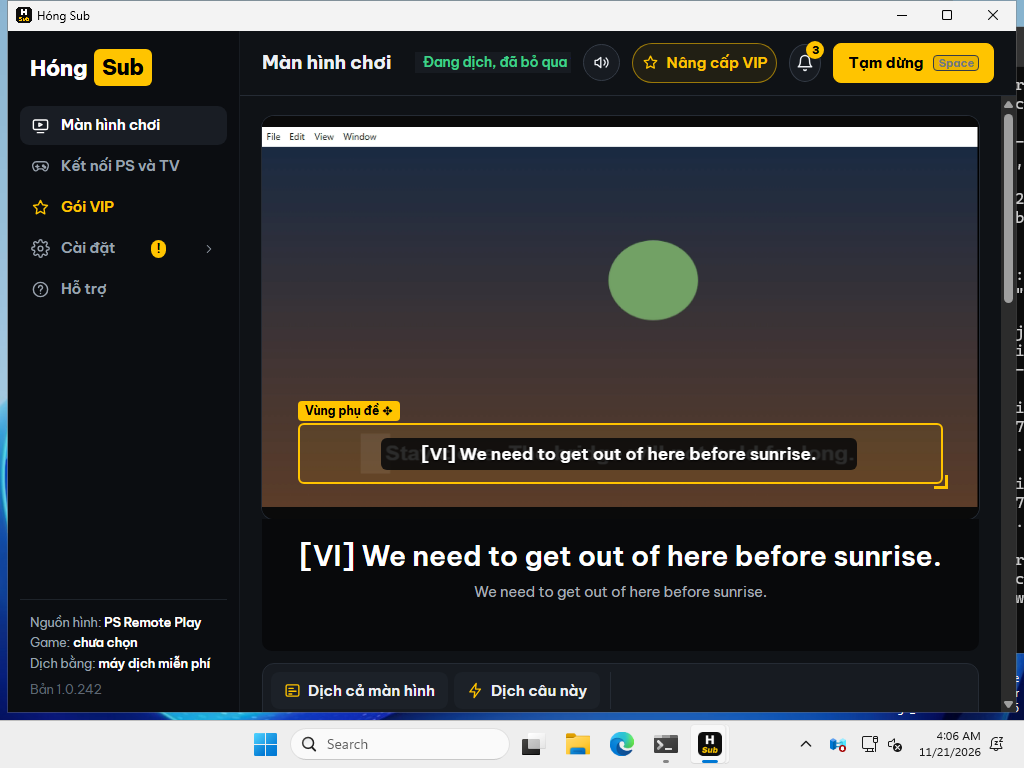 Hóng Sub
Hóng Sub
Màn hình chơi
Kết nối PS và TV
Gói VIP
Cài đặt
!
Hỗ trợ
Nguồn hình: PS Remote Play
Game: chưa chọn
Dịch bằng: máy dịch miễn phí
Bản 1.0.242
Màn hình chơi
Đang dịch, đã bỏ qua
Nâng cấp VIP
3
Tạm dừng Space
File Edit View Window
Vùng phụ đề
[VI] We need to get out of here before sunrise.
[VI] We need to get out of here before sunrise.
We need to get out of here before sunrise.
Dịch cả màn hình
Dịch câu này
Search
H Sub
4:06 AM
11/21/2026